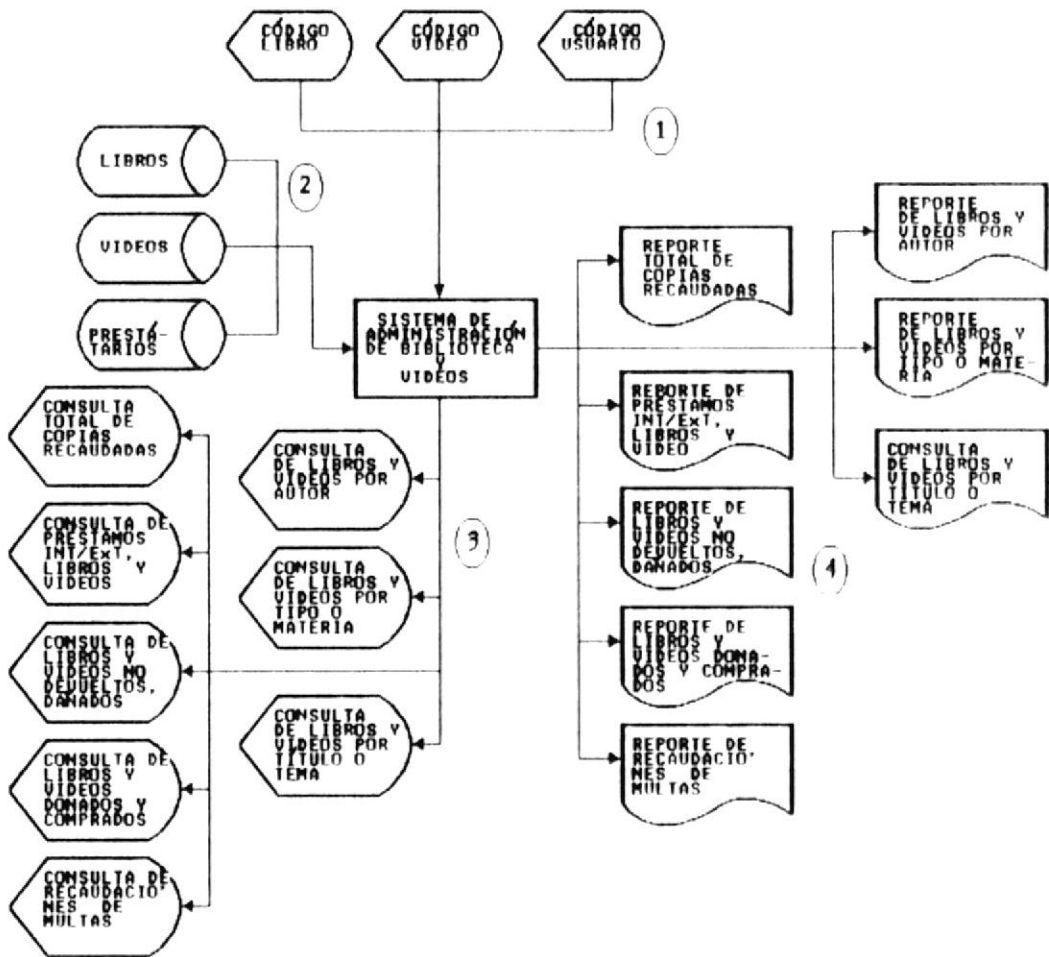 CÓDIGO
LIBRO
CÓDIGO
VIDEO
CÓDIGO
USUARIO
1
LIBROS
2
VIDEOS
PRESTÁ-
TARIOS
SISTEMA DE
ADMINISTRACIÓN
DE BIBLIOTECA
Y
VIDEOS
REPORTE
TOTAL DE
COPIAS
RECAUDADAS
REPORTE
DE LIBROS Y
VIDEOS POR
AUTOR
REPORTE
DE LIBROS Y
VIDEOS POR
TIPO O MATE-
RIA
REPORTE DE
PRÉSTAMOS
INT/EXT,
LIBROS Y
VIDEO
CONSULTA
DE LIBROS Y
VIDEOS POR
TÍTULO O
TEMA
CONSULTA
TOTAL DE
COPIAS
RECAUDADAS
CONSULTA
DE LIBROS Y
VIDEOS POR
AUTOR
3
REPORTE DE
LIBROS Y
VIDEOS NO
DEVUELTOS,
DAÑADOS
4
CONSULTA DE
PRÉSTAMOS
INT/EXT,
LIBROS Y
VIDEOS
CONSULTA
DE LIBROS Y
VIDEOS POR
TIPO O
MATERIA
REPORTE DE
LIBROS Y
VIDEOS DONA-
DOS Y COMPRA-
DOS
CONSULTA DE
LIBROS Y
VIDEOS NO
DEVUELTOS,
DAÑADOS
CONSULTA
DE LIBROS Y
VÍDEOS POR
TÍTULO O
TEMA
REPORTE DE
RECAUDACIO'
NES DE
MULTAS
CONSULTA DE
LIBROS Y
VIDEOS
DONADOS Y
COMPRADOS
CONSULTA DE
RECAUDACIO'
NES DE
MULTAS